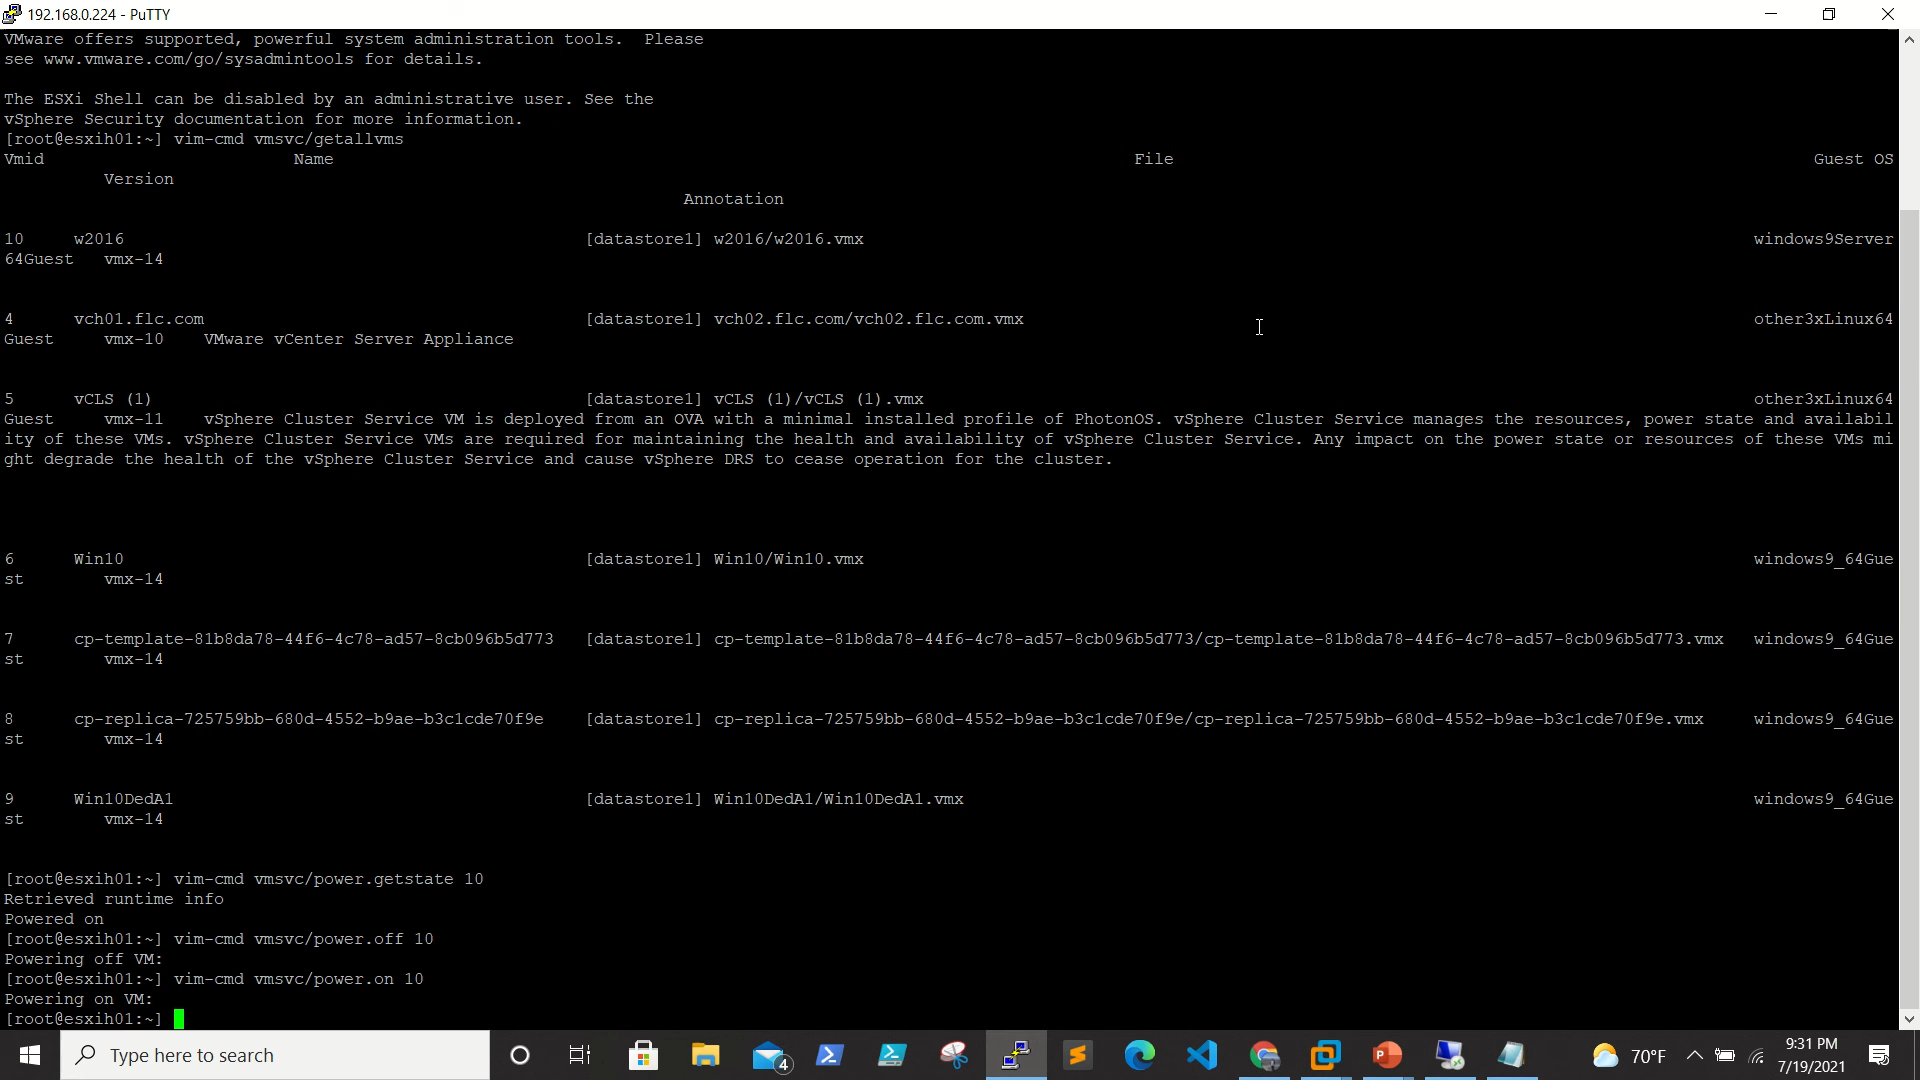 192.168.0.224 - PuTTY
VMware offers supported, powerful system administration tools.  Please
see www.vmware.com/go/sysadmintools for details.
The ESXi Shell can be disabled by an administrative user. See the
vSphere Security documentation for more information.
[root@esxih01:~] vim-cmd vmsvc/getallvms
Vmid Name File Guest OS
Version
Annotation
10 w2016 [datastore1] w2016/w2016.vmx windows9Server
64Guest vmx-14
4 vch01.flc.com [datastore1] vch02.flc.com/vch02.flc.com.vmx other3xLinux64
Guest vmx-10 VMware vCenter Server Appliance
5 vCLS (1) [datastore1] vCLS (1)/vCLS (1).vmx other3xLinux64
Guest vmx-11 vSphere Cluster Service VM is deployed from an OVA with a minimal installed profile of PhotonOS. vSphere Cluster Service manages the resources, power state and availabil
ity of these VMs. vSphere Cluster Service VMs are required for maintaining the health and availability of vSphere Cluster Service. Any impact on the power state or resources of these VMs mi
ght degrade the health of the vSphere Cluster Service and cause vSphere DRS to cease operation for the cluster.
6 Win10 [datastore1] Win10/Win10.vmx windows9_64Gue
st vmx-14
7 cp-template-81b8da78-44f6-4c78-ad57-8cb096b5d773 [datastore1] cp-template-81b8da78-44f6-4c78-ad57-8cb096b5d773/cp-template-81b8da78-44f6-4c78-ad57-8cb096b5d773.vmx windows9_64Gue
st vmx-14
8 cp-replica-725759bb-680d-4552-b9ae-b3c1cde70f9e [datastore1] cp-replica-725759bb-680d-4552-b9ae-b3c1cde70f9e/cp-replica-725759bb-680d-4552-b9ae-b3c1cde70f9e.vmx windows9_64Gue
st vmx-14
9 Win10DedA1 [datastore1] Win10DedA1/Win10DedA1.vmx windows9_64Gue
st vmx-14
[root@esxih01:~] vim-cmd vmsvc/power.getstate 10
Retrieved runtime info
Powered on
[root@esxih01:~] vim-cmd vmsvc/power.off 10
Powering off VM:
[root@esxih01:~] vim-cmd vmsvc/power.on 10
Powering on VM:
[root@esxih01:~]
Type here to search
4
70°F
9:31 PM
7/19/2021